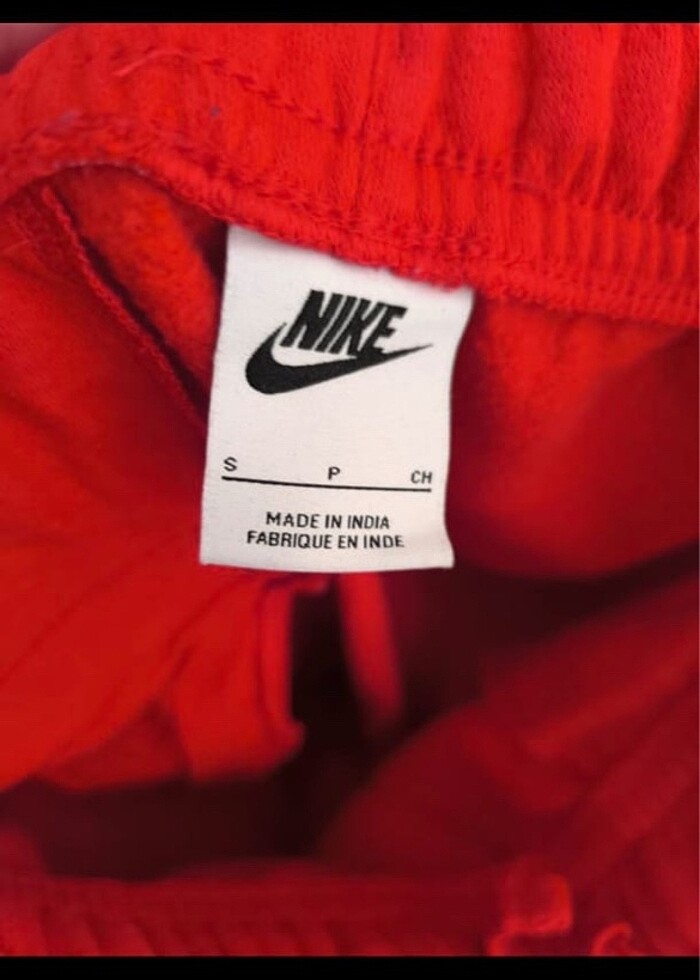 NIKE
S P CH
MADE IN INDIA
FABRIQUE EN INDE